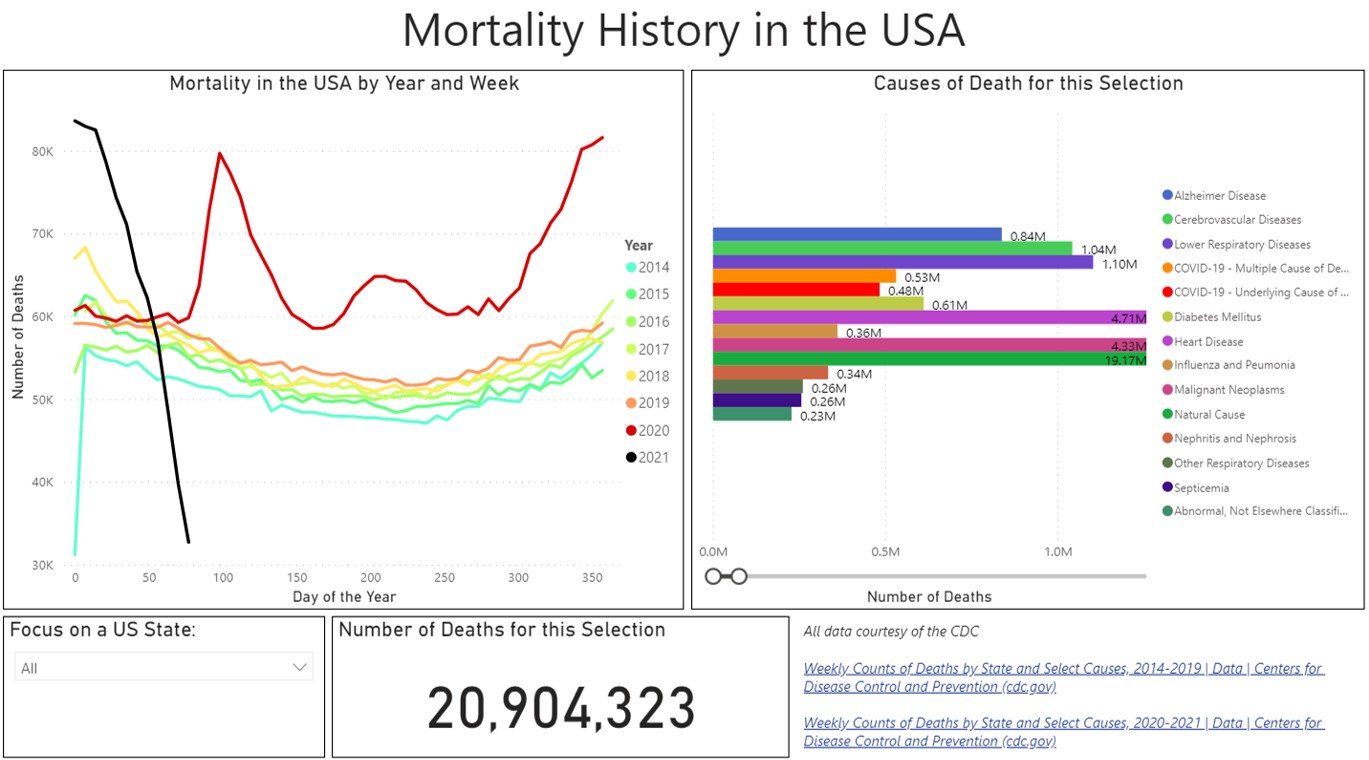 Mortality History in the USA
Mortality in the USA by Year and Week
Number of Deaths
80K
70K
60K
50K
40K
30K
0
50
100
150
200
250
300
350
Day of the Year
Year
2014
2015
2016
2017
2018
2019
2020
2021
Causes of Death for this Selection
0.84M
1.04M
1.10M
0.53M
0.48M
0.61M
4.71M
0.36M
4.33M
19.17M
0.34M
0.26M
0.26M
0.23M
0.0M
0.5M
1.0M
Number of Deaths
Alzheimer Disease
Cerebrovascular Diseases
Lower Respiratory Diseases
COVID-19 - Multiple Cause of De...
COVID-19 - Underlying Cause of ...
Diabetes Mellitus
Heart Disease
Influenza and Peumonia
Malignant Neoplasms
Natural Cause
Nephritis and Nephrosis
Other Respiratory Diseases
Septicemia
Abnormal, Not Elsewhere Classifi...
Focus on a US State:
All
Number of Deaths for this Selection
20,904,323
All data courtesy of the CDC
Weekly Counts of Deaths by State and Select Causes, 2014-2019 | Data | Centers for
Disease Control and Prevention (cdc.gov)
Weekly Counts of Deaths by State and Select Causes, 2020-2021 | Data | Centers for
Disease Control and Prevention (cdc.gov)